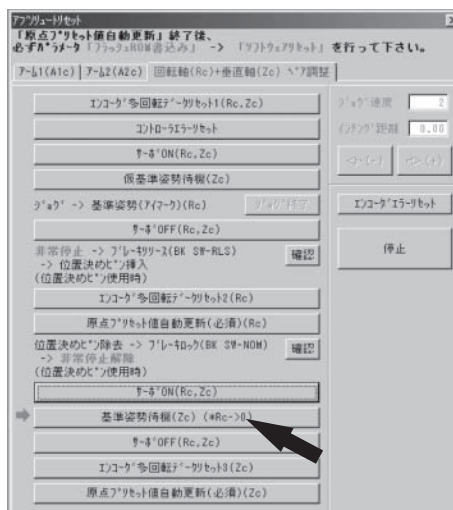 アブソリュートリセット
「原点プリセット値自動更新」終了後、
必ずパラメータ「フラッシュROM書込み」 -> 「ソフトウェアリセット」を行って下さい。
アーム1(A1c) アーム2(A2c) 回転軸(Rc)+垂直軸(Zc) ペア調整
エンコーダ多回転データリセット1(Rc,Zc)
コントローラエラーリセット
サーボON(Rc,Zc)
仮基準姿勢待機(Zc)
ジョグ -> 基準姿勢(アイマーク)(Rc) ジョグ終了
サーボOFF(Rc,Zc)
非常停止 -> ブレーキリリース(BK SW-RLS)
-> 位置決めピン挿入
(位置決めピン使用時)
確認
エンコーダ多回転データリセット2(Rc)
原点プリセット値自動更新(必須)(Rc)
位置決めピン除去 -> ブレーキロック(BK SW-NOM)
-> 非常停止解除
(位置決めピン使用時)
確認
サーボON(Rc,Zc)
基準姿勢待機(Zc) (*Rc->0)
サーボOFF(Rc,Zc)
エンコーダ多回転データリセット3(Zc)
原点プリセット値自動更新(必須)(Zc)
ジョグ速度 2
インチング距離 0.00
<-(-) ->(+)
エンコーダエラーリセット
停止